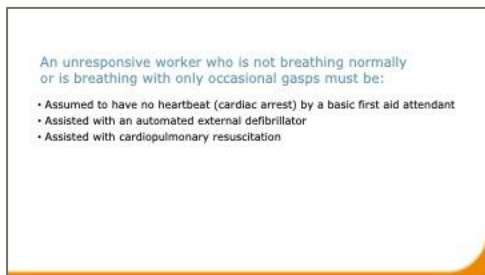 An unresponsive worker who is not breathing normally
or is breathing with only occasional gasps must be:
• Assumed to have no heartbeat (cardiac arrest) by a basic first aid attendant
• Assisted with an automated external defibrillator
• Assisted with cardiopulmonary resuscitation